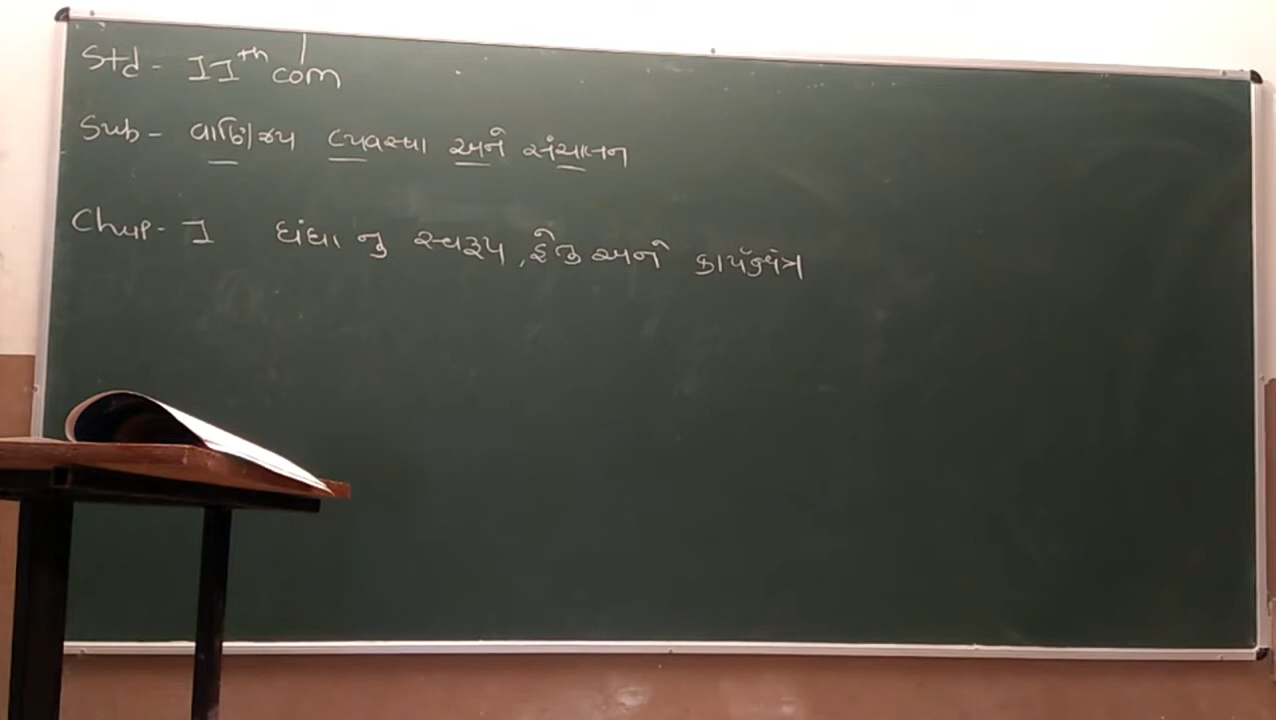 Std - 11th com
Sub - વાણિજ્ય વ્યવસ્થા અને સંચાલન
Chap - 1 ધંધા નુ સ્વરૂપ, હેતુ અને કાર્યક્ષેત્ર